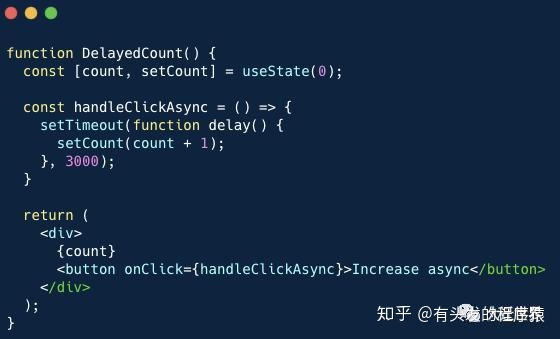 function DelayedCount() {
  const [count, setCount] = useState(0);

  const handleClickAsync = () => {
    setTimeout(function delay() {
      setCount(count + 1);
    }, 3000);
  }

  return (
    <div>
      {count}
      <button onClick={handleClickAsync}>Increase async</button>
    </div>
  );
}
知乎 @有头发的程序猿